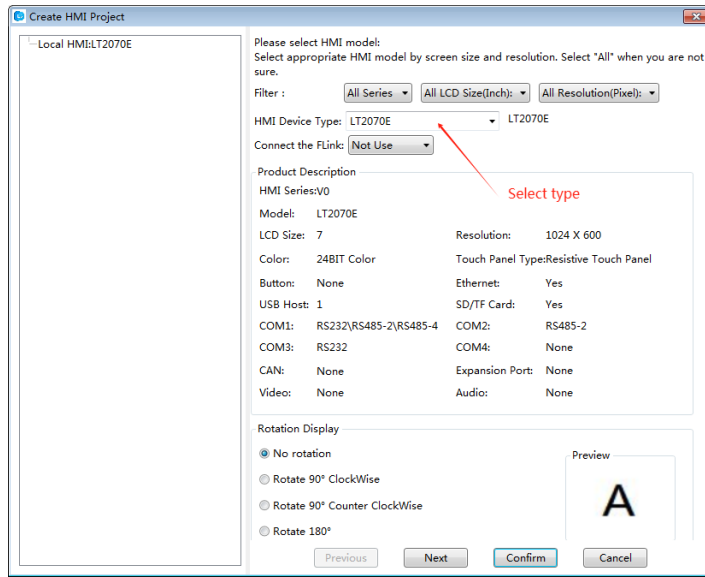 Create HMI Project
Local HMI:LT2070E
Please select HMI model:
Select appropriate HMI model by screen size and resolution. Select "All" when you are not
sure.
Filter : All Series All LCD Size(Inch): All Resolution(Pixel):
HMI Device Type: LT2070E LT2070E
Connect the FLink: Not Use
Select type
Product Description
HMI Series:V0
Model: LT2070E
LCD Size: 7 Resolution: 1024 X 600
Color: 24BIT Color Touch Panel Type:Resistive Touch Panel
Button: None Ethernet: Yes
USB Host: 1 SD/TF Card: Yes
COM1: RS232\RS485-2\RS485-4 COM2: RS485-2
COM3: RS232 COM4: None
CAN: None Expansion Port: None
Video: None Audio: None
Rotation Display
No rotation
Rotate 90° ClockWise
Rotate 90° Counter ClockWise
Rotate 180°
Preview
A
Previous Next Confirm Cancel